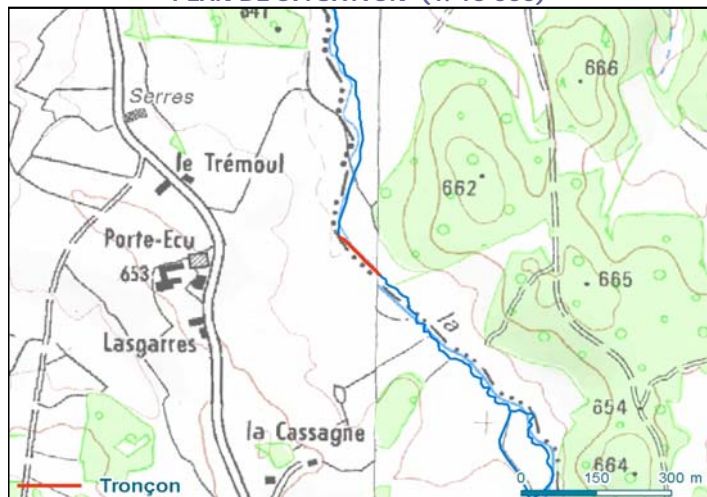 641
666
Serres
le Trémoul
662
Porte-Ecu
653
665
la
Lasgarres
654
la Cassagne
664
Tronçon
0 150 300 m